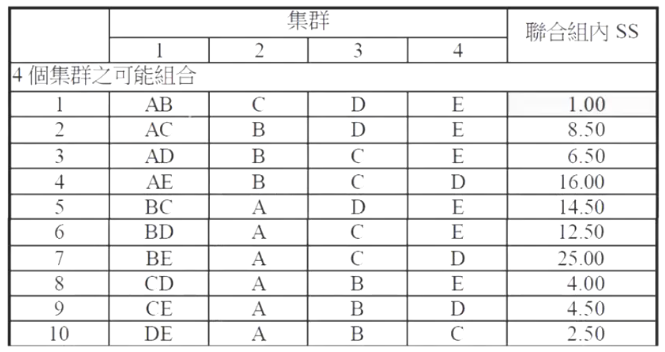 集群 聯合組內 SS
1 2 3 4
4 個集群之可能組合
1 AB C D E 1.00
2 AC B D E 8.50
3 AD B C E 6.50
4 AE B C D 16.00
5 BC A D E 14.50
6 BD A C E 12.50
7 BE A C D 25.00
8 CD A B E 4.00
9 CE A B D 4.50
10 DE A B C 2.50